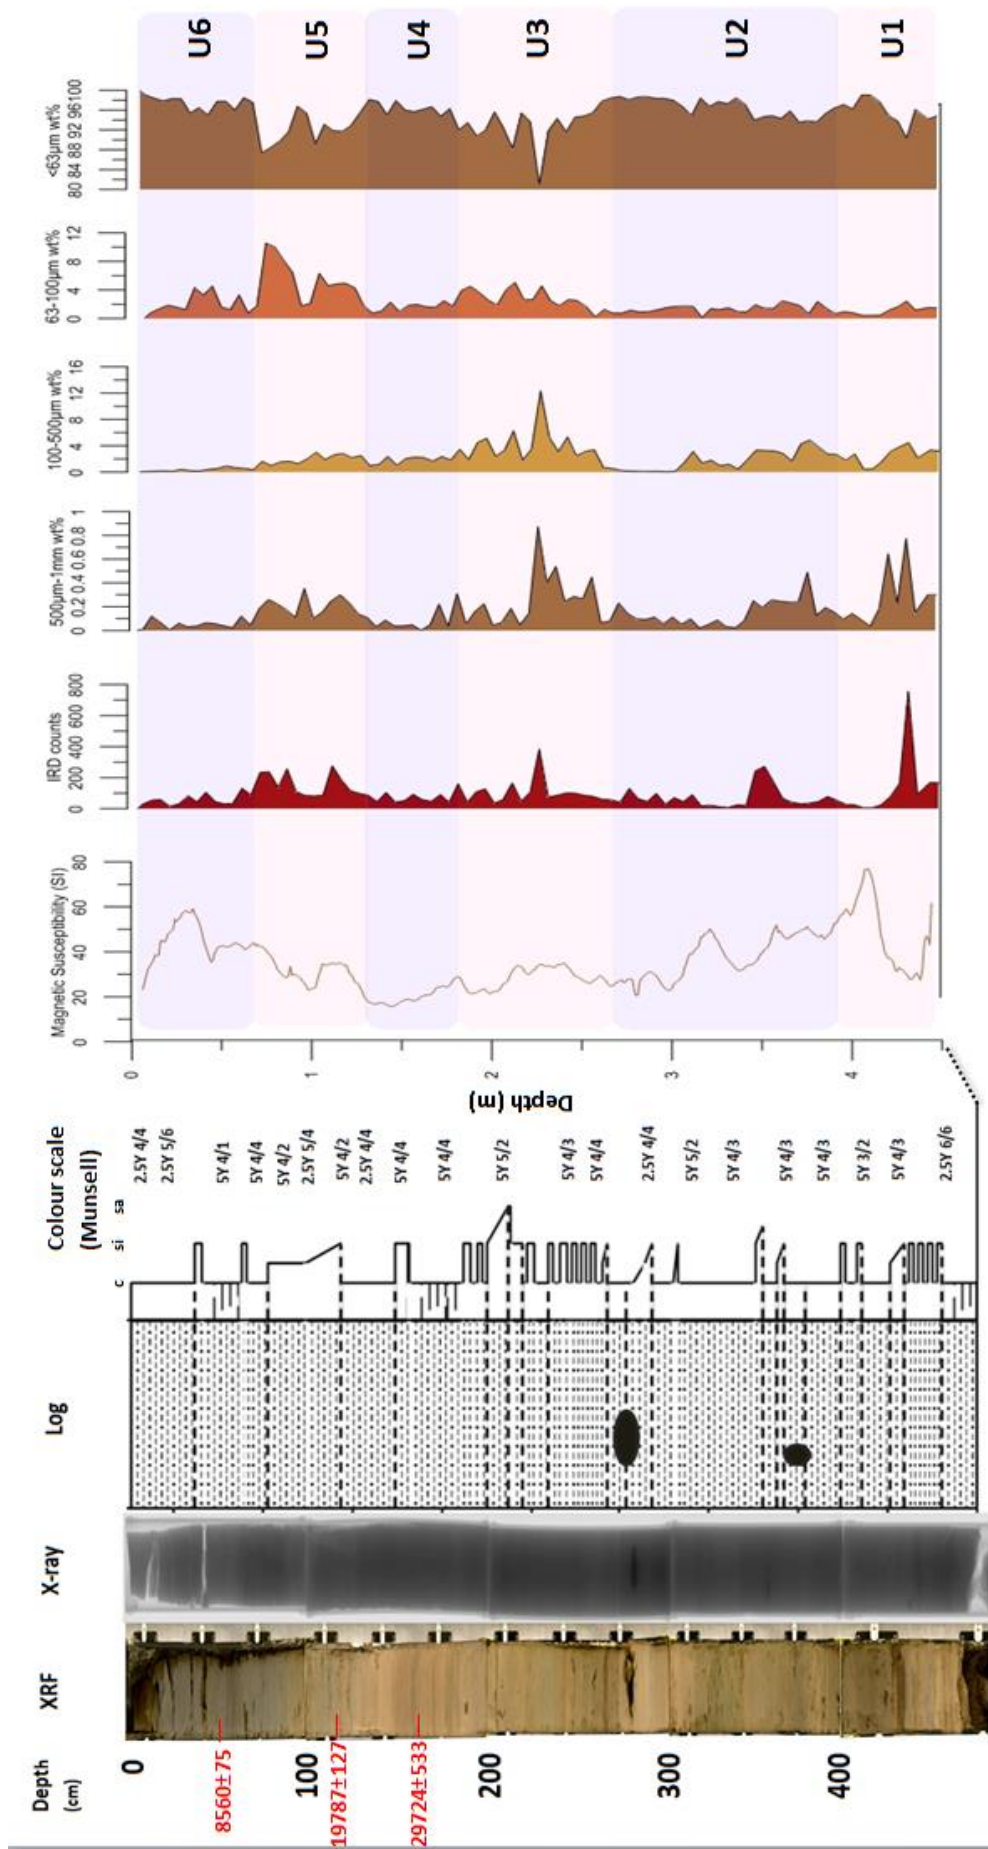 Depth
(cm)
XRF
X-ray
Log
Colour scale
(Munsell)
0
100
200
300
400
8560±75
19787±127
29724±533
c si sa
2.5Y 4/4
2.5Y 5/6
5Y 4/1
5Y 4/4
5Y 4/2
2.5Y 5/4
5Y 4/2
2.5Y 4/4
5Y 4/4
5Y 4/4
5Y 5/2
5Y 4/3
5Y 4/4
2.5Y 4/4
5Y 5/2
5Y 4/3
5Y 4/3
5Y 4/3
5Y 3/2
5Y 4/3
2.5Y 6/6
Depth (m)
0
1
2
3
4
Magnetic Susceptibility (SI)
0 20 40 60 80
IRD counts
0 200 400 600 800
500µm-1mm wt%
0 0.2 0.4 0.6 0.8 1
100-500µm wt%
0 4 8 12 16
63-100µm wt%
0 4 8 12
<63µm wt%
80 84 88 92 96100
U6
U5
U4
U3
U2
U1